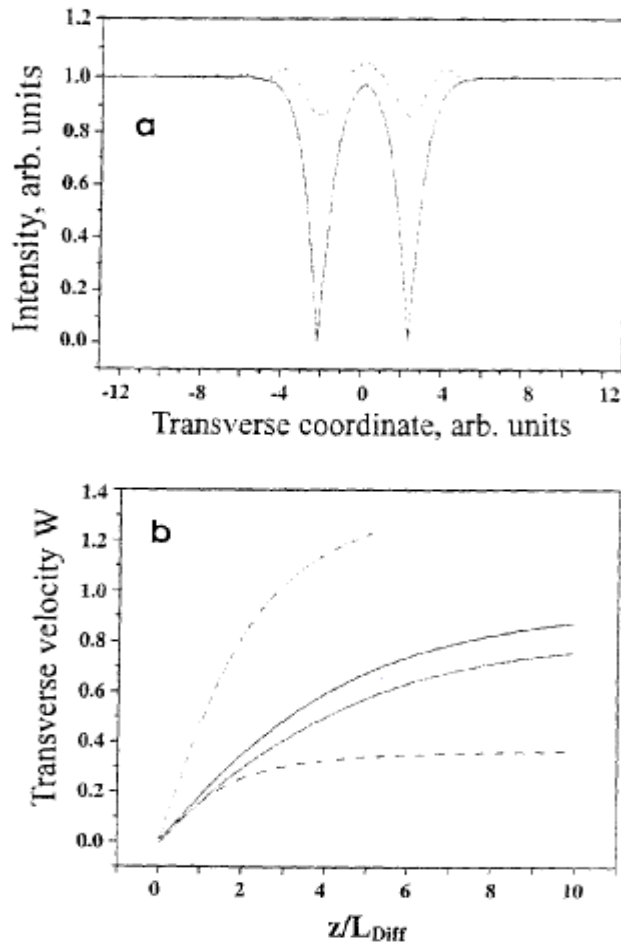 1.2
1.0
0.8
0.6
0.4
0.2
0.0
Intensity, arb. units
a
-12 -8 -4 0 4 8 12
Transverse coordinate, arb. units
1.4
1.2
1.0
0.8
0.6
0.4
0.2
0.0
Transverse velocity W
b
0 2 4 6 8 10
z/L_Diff